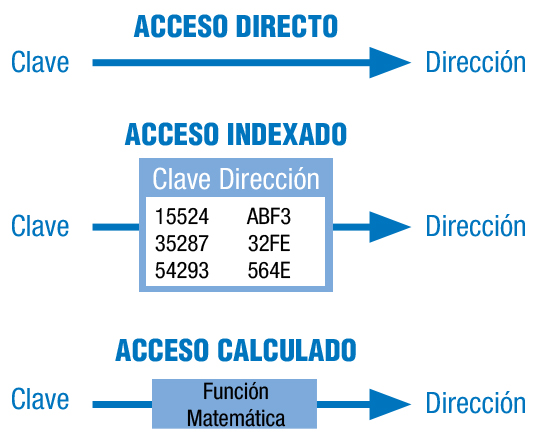 ACCESO DIRECTO
Clave Dirección
ACCESO INDEXADO
Clave Dirección
15524 ABF3
Clave 35287 32FE Dirección
54293 564E
ACCESO CALCULADO
Clave Función Dirección
Matemática